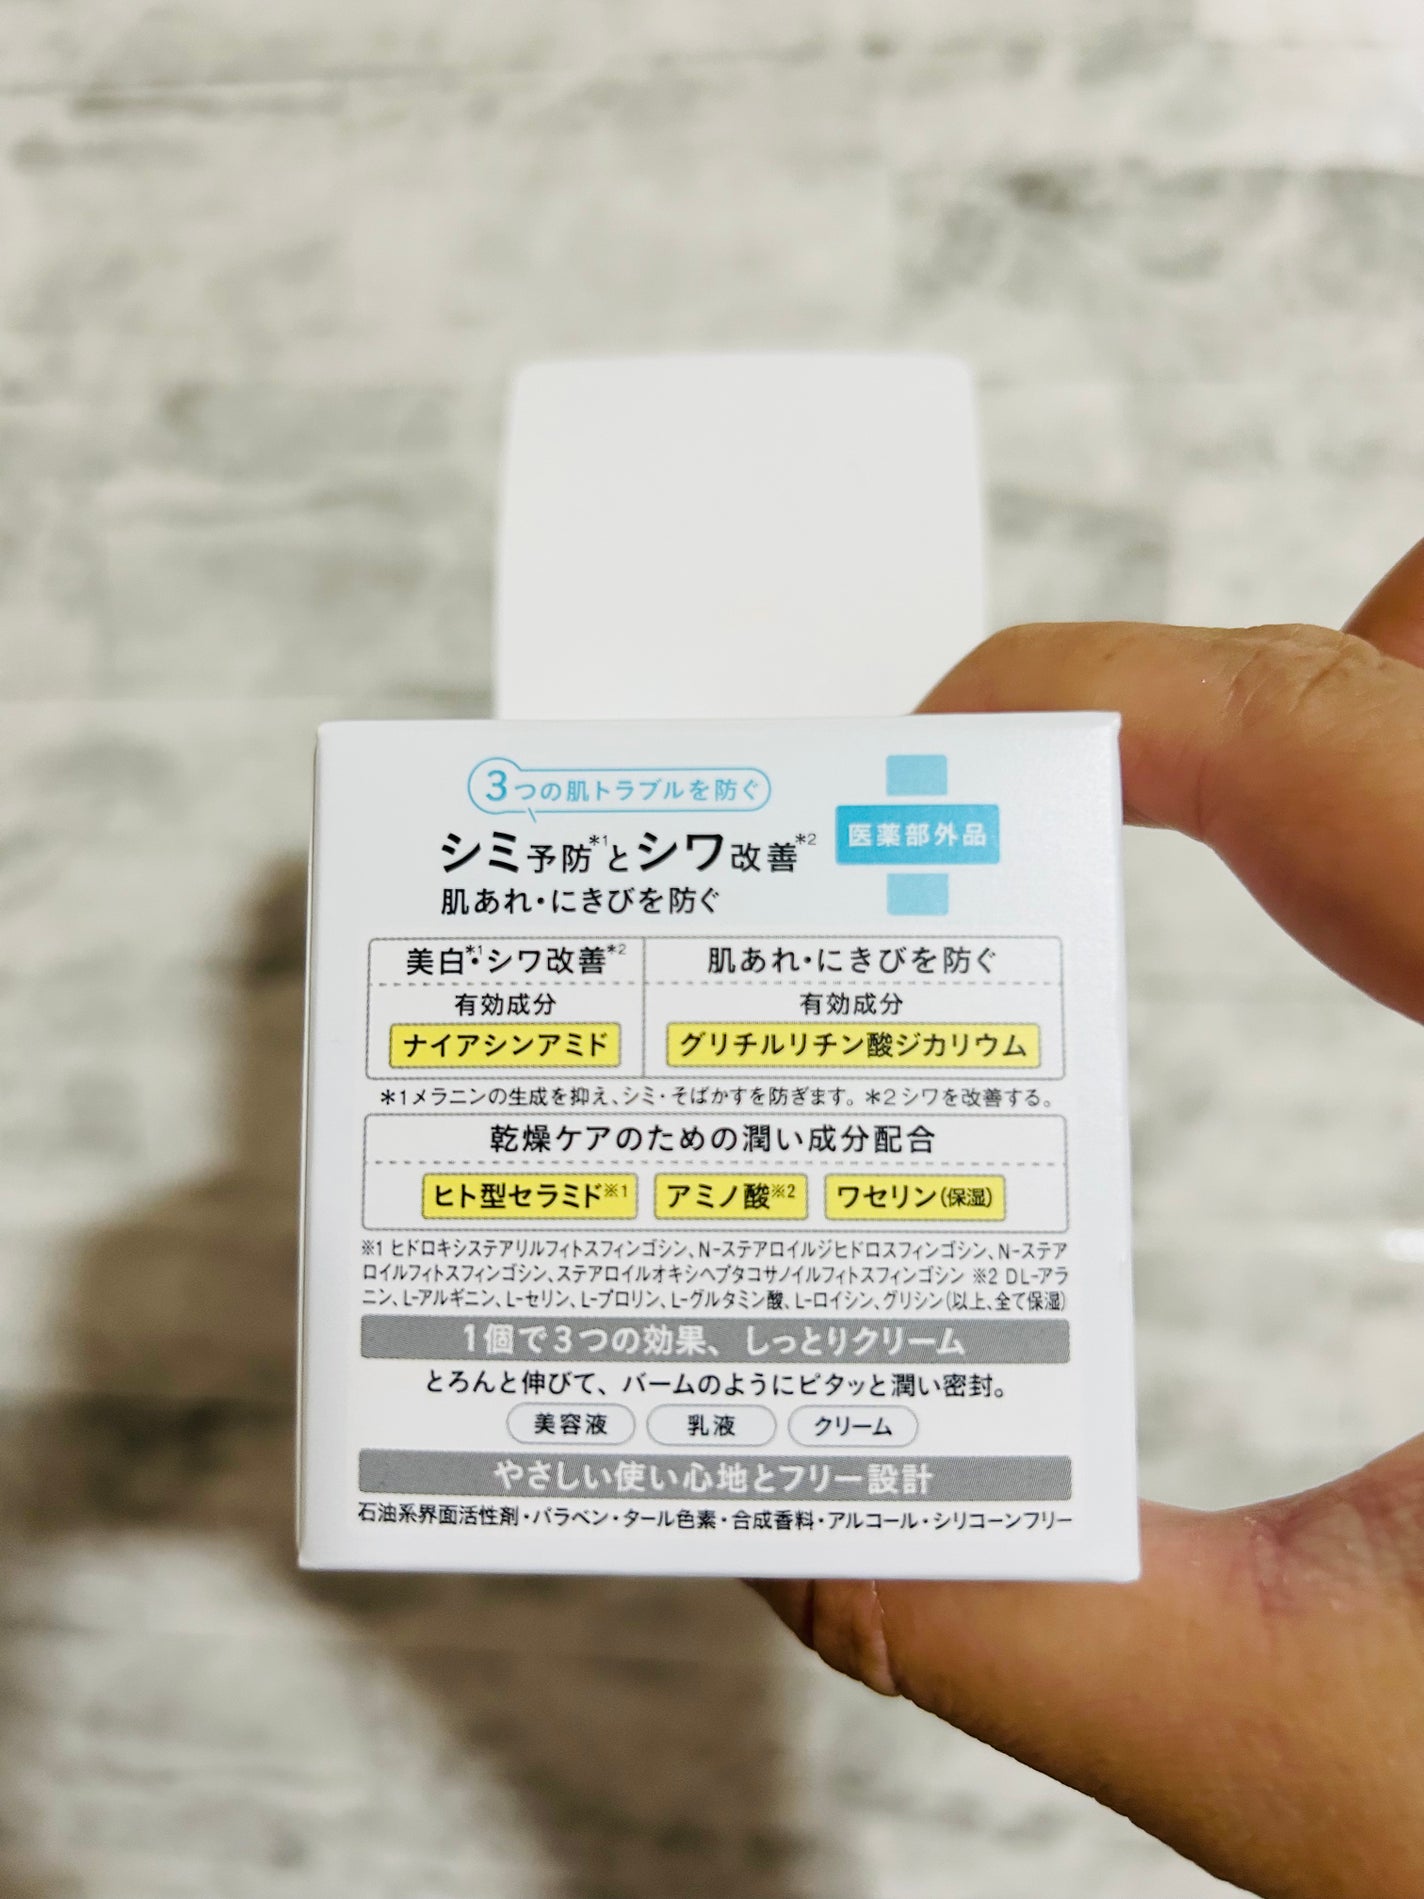 3つの肌トラブルを防ぐ
シミ予防*1とシワ改善*2
肌あれ・にきびを防ぐ
医薬部外品
美白*1・シワ改善*2
有効成分
ナイアシンアミド
肌あれ・にきびを防ぐ
有効成分
グリチルリチン酸ジカリウム
*1メラニンの生成を抑え、シミ・そばかすを防ぎます。*2シワを改善する。
乾燥ケアのための潤い成分配合
ヒト型セラミド※1 アミノ酸※2 ワセリン(保湿)
※1 ヒドロキシステアリルフィトスフィンゴシン、N-ステアロイルジヒドロスフィンゴシン、N-ステア
ロイルフィトスフィンゴシン、ステアロイルオキシヘプタコサノイルフィトスフィンゴシン ※2 DL-アラ
ニン、L-アルギニン、L-セリン、L-プロリン、L-グルタミン酸、L-ロイシン、グリシン(以上、全て保湿)
1個で3つの効果、しっとりクリーム
とろんと伸びて、バームのようにピタッと潤い密封。
美容液 乳液 クリーム
やさしい使い心地とフリー設計
石油系界面活性剤・パラベン・タール色素・合成香料・アルコール・シリコーンフリー